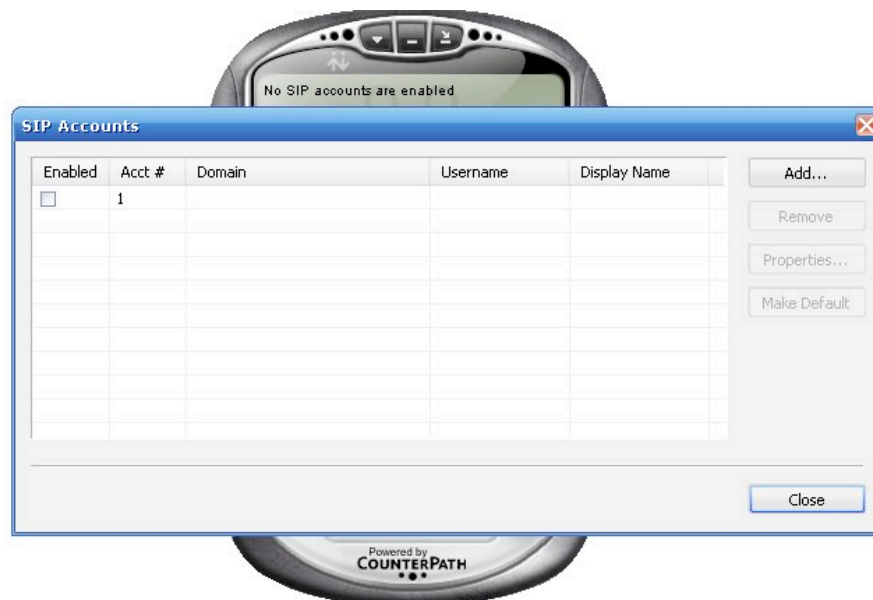 No SIP accounts are enabled
SIP Accounts
Enabled Acct # Domain Username Display Name
1
Add...
Remove
Properties...
Make Default
Close
Powered by
COUNTERPATH